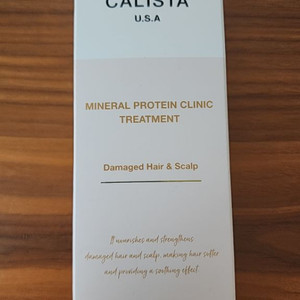 CALISTA
U.S.A
MINERAL PROTEIN CLINIC
TREATMENT
Damaged Hair & Scalp
It nourishes and strengthens
damaged hair and scalp, making hair softer
and providing a soothing effect